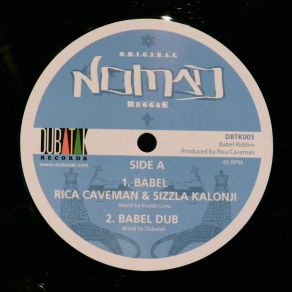 O.R.I.G.I.N.A.L
NOMAD
REGGAE
DUBATAK
RECORDS
www.dubatak.com
DBTK005
Babel Riddim
Produced by Rica Caveman
45 RPM
SIDE A
1. BABEL
RICA CAVEMAN & SIZZLA KALONJI
2. BABEL DUB
Mixed by Dubatak